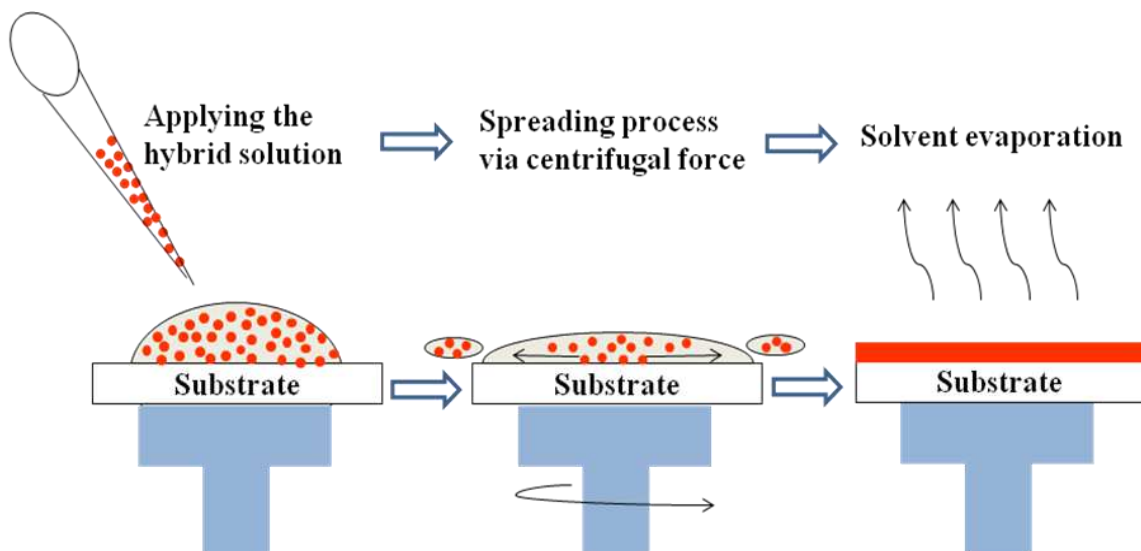 Applying the
hybrid solution
Spreading process
via centrifugal force
Solvent evaporation
Substrate
Substrate
Substrate